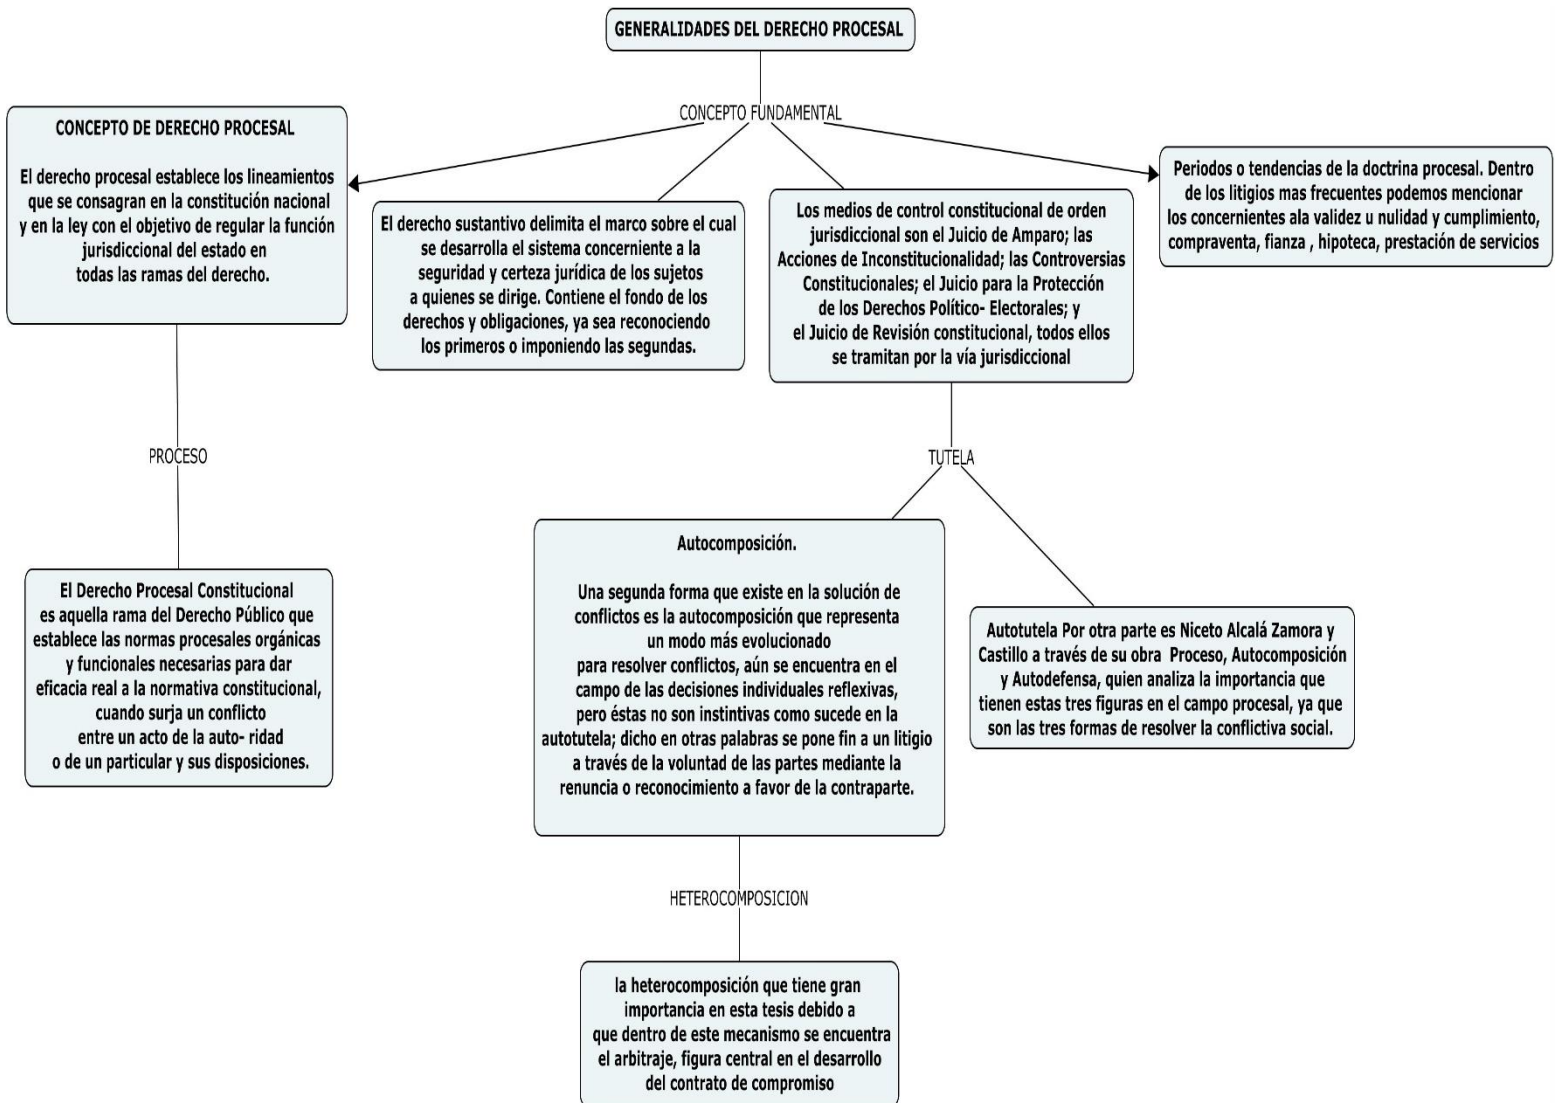 GENERALIDADES DEL DERECHO PROCESAL
CONCEPTO FUNDAMENTAL
CONCEPTO DE DERECHO PROCESAL
El derecho procesal establece los lineamientos
que se consagran en la constitución nacional
y en la ley con el objetivo de regular la función
jurisdiccional del estado en
todas las ramas del derecho.
El derecho sustantivo delimita el marco sobre el cual
se desarrolla el sistema concerniente a la
seguridad y certeza jurídica de los sujetos
a quienes se dirige. Contiene el fondo de los
derechos y obligaciones, ya sea reconociendo
los primeros o imponiendo las segundas.
Los medios de control constitucional de orden
jurisdiccional son el Juicio de Amparo; las
Acciones de Inconstitucionalidad; las Controversias
Constitucionales; el Juicio para la Protección
de los Derechos Político- Electorales; y
el Juicio de Revisión constitucional, todos ellos
se tramitan por la vía jurisdiccional
Periodos o tendencias de la doctrina procesal. Dentro
de los litigios mas frecuentes podemos mencionar
los concernientes ala validez u nulidad y cumplimiento,
compraventa, fianza , hipoteca, prestación de servicios
PROCESO
TUTELA
El Derecho Procesal Constitucional
es aquella rama del Derecho Público que
establece las normas procesales orgánicas
y funcionales necesarias para dar
eficacia real a la normativa constitucional,
cuando surja un conflicto
entre un acto de la auto- ridad
o de un particular y sus disposiciones.
Autocomposición.
Una segunda forma que existe en la solución de
conflictos es la autocomposición que representa
un modo más evolucionado
para resolver conflictos, aún se encuentra en el
campo de las decisiones individuales reflexivas,
pero éstas no son instintivas como sucede en la
autotutela; dicho en otras palabras se pone fin a un litigio
a través de la voluntad de las partes mediante la
renuncia o reconocimiento a favor de la contraparte.
Autotutela Por otra parte es Niceto Alcalá Zamora y
Castillo a través de su obra Proceso, Autocomposición
y Autodefensa, quien analiza la importancia que
tienen estas tres figuras en el campo procesal, ya que
son las tres formas de resolver la conflictiva social.
HETEROCOMPOSICION
la heterocomposición que tiene gran
importancia en esta tesis debido a
que dentro de este mecanismo se encuentra
el arbitraje, figura central en el desarrollo
del contrato de compromiso